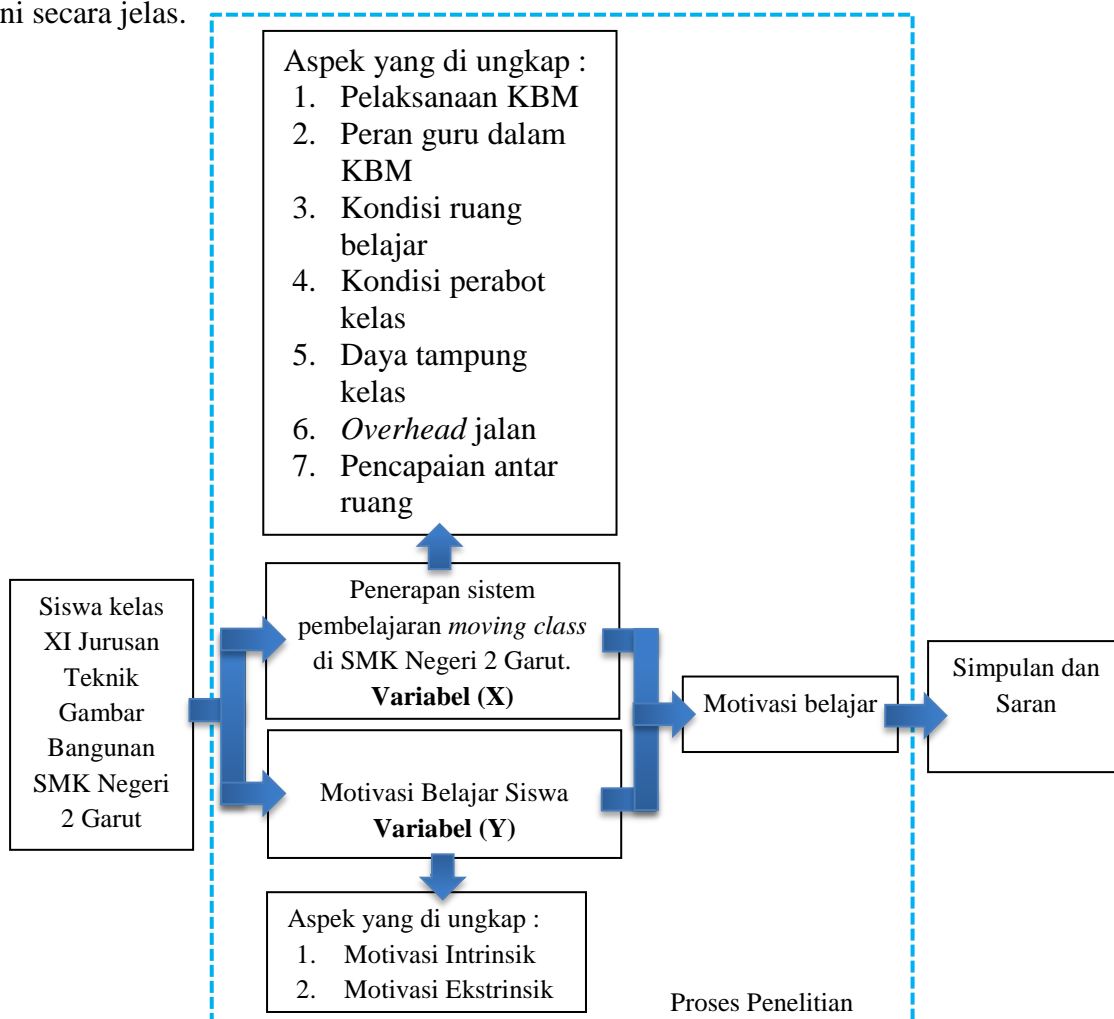 ni secara jelas.
Aspek yang di ungkap :
1. Pelaksanaan KBM
2. Peran guru dalam
KBM
3. Kondisi ruang
belajar
4. Kondisi perabot
kelas
5. Daya tampung
kelas
6. Overhead jalan
7. Pencapaian antar
ruang
Siswa kelas
XI Jurusan
Teknik
Gambar
Bangunan
SMK Negeri
2 Garut
Penerapan sistem
pembelajaran moving class
di SMK Negeri 2 Garut.
Variabel (X)
Motivasi Belajar Siswa
Variabel (Y)
Aspek yang di ungkap :
1. Motivasi Intrinsik
2. Motivasi Ekstrinsik
Motivasi belajar
Simpulan dan
Saran
Proses Penelitian